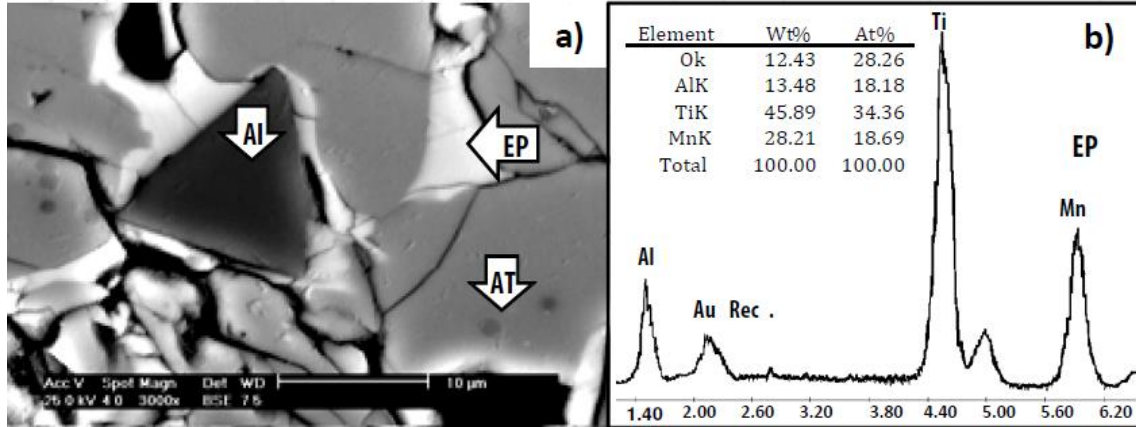 a)
Al
EP
AT
Acc V Spot Magn Det WD
25.0 kV 4.0 3000x BSE 7.5
10 µm
b)
Element Wt% At%
Ok 12.43 28.26
AlK 13.48 18.18
TiK 45.89 34.36
MnK 28.21 18.69
Total 100.00 100.00
Ti
EP
Mn
Al
Au Rec .
1.40 2.00 2.60 3.20 3.80 4.40 5.00 5.60 6.20